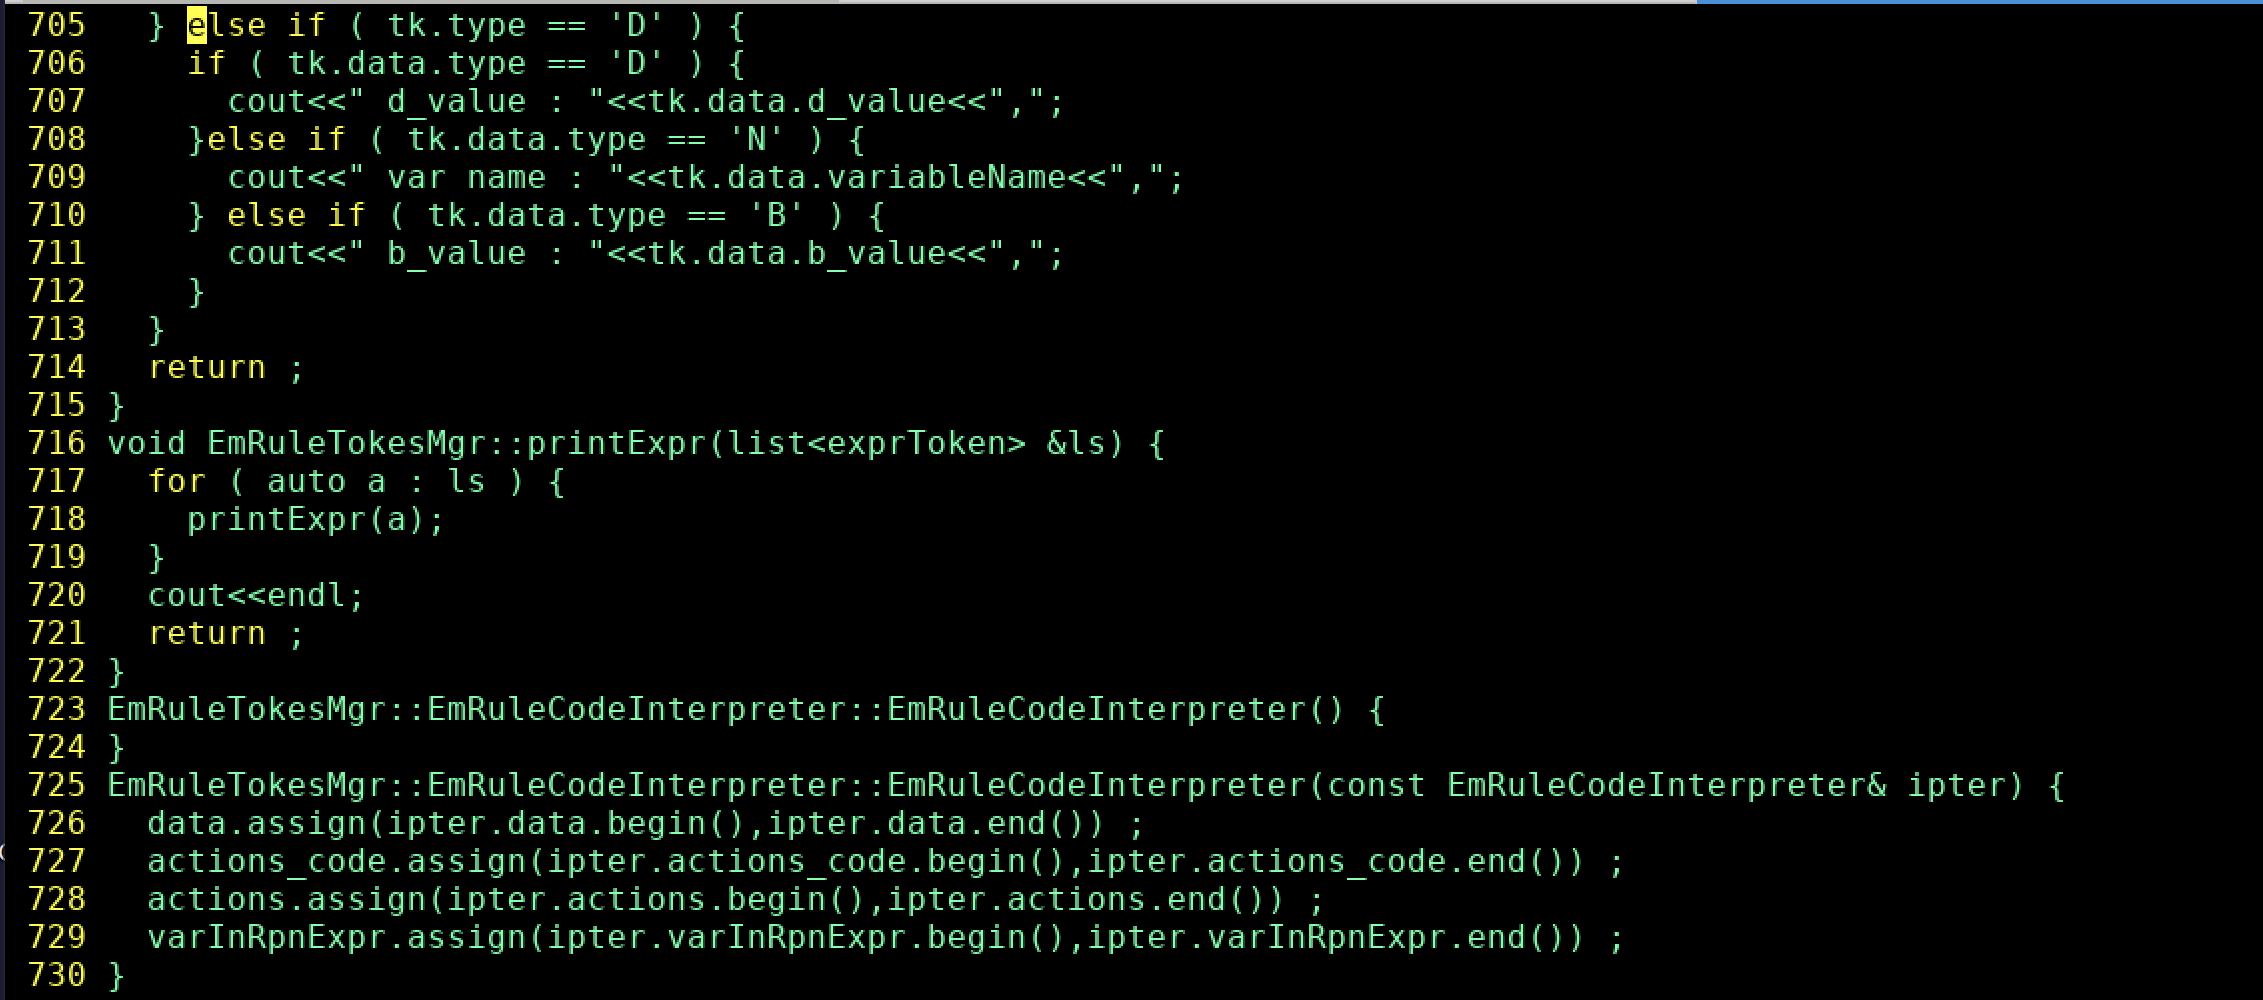 705   } else if ( tk.type == 'D' ) {
706     if ( tk.data.type == 'D' ) {
707       cout<<" d_value : "<<tk.data.d_value<<",";
708     }else if ( tk.data.type == 'N' ) {
709       cout<<" var name : "<<tk.data.variableName<<",";
710     } else if ( tk.data.type == 'B' ) {
711       cout<<" b_value : "<<tk.data.b_value<<",";
712     }
713   }
714   return ;
715 }
716 void EmRuleTokesMgr::printExpr(list<exprToken> &ls) {
717   for ( auto a : ls ) {
718     printExpr(a);
719   }
720   cout<<endl;
721   return ;
722 }
723 EmRuleTokesMgr::EmRuleCodeInterpreter::EmRuleCodeInterpreter() {
724 }
725 EmRuleTokesMgr::EmRuleCodeInterpreter::EmRuleCodeInterpreter(const EmRuleCodeInterpreter& ipter) {
726   data.assign(ipter.data.begin(),ipter.data.end()) ;
727   actions_code.assign(ipter.actions_code.begin(),ipter.actions_code.end()) ;
728   actions.assign(ipter.actions.begin(),ipter.actions.end()) ;
729   varInRpnExpr.assign(ipter.varInRpnExpr.begin(),ipter.varInRpnExpr.end()) ;
730 }